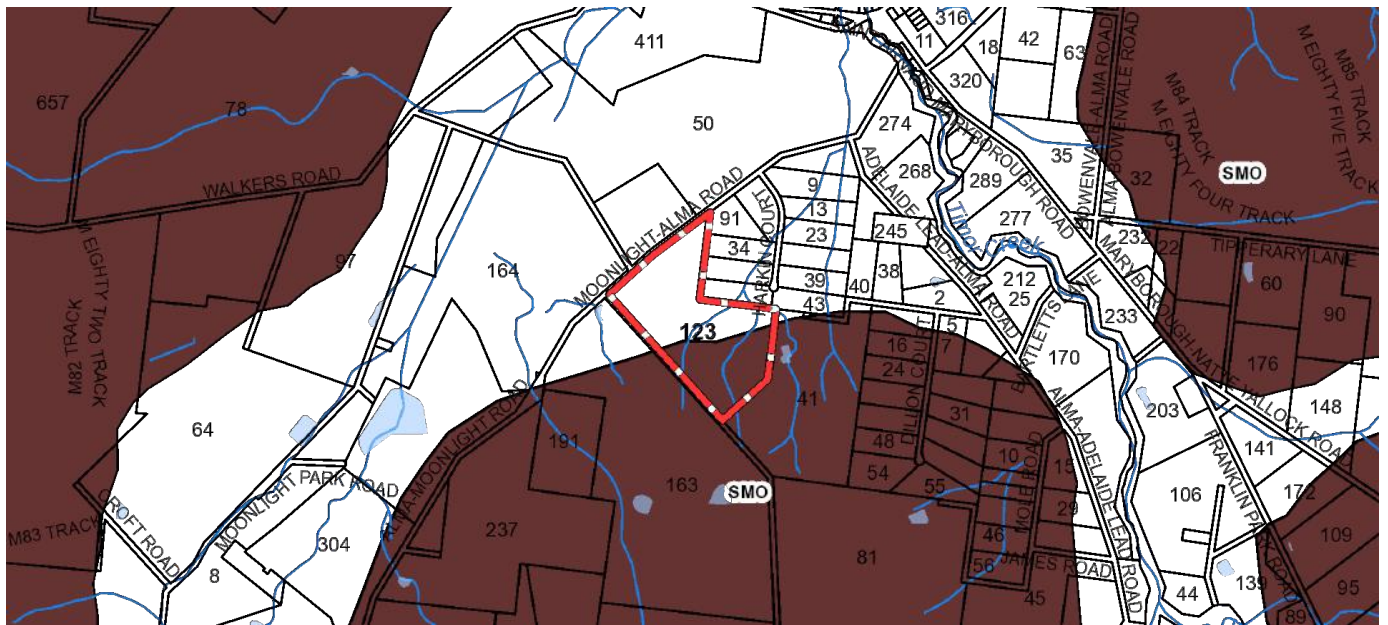 316
42
411
11
18
63
320
657
78
50
274
MARYBOROUGH ROAD
M85 TRACK
M EIGHTY FIVE TRACK
M84 TRACK
M EIGHTY FOUR TRACK
BOWENVALE-ALMA ROAD
ALMA-BOWENVALE ROAD
35
32
SMO
WALKERS ROAD
268
289
9
13
23
91
34
39
43
HARKIN COURT
MOONLIGHT-ALMA ROAD
ADELAIDE LEAD-ALMA ROAD
245
277
Timor Creek
232
22
TIPPERARY LANE
60
90
M EIGHTY TWO TRACK
M82 TRACK
97
164
123
40
38
2
212
25
233
MARYBOROUGH-NATTE YALLOCK ROAD
176
148
5
7
16
24
DILLION COURT
170
203
41
31
64
191
48
54
55
10
15
141
172
163
SMO
MOONLIGHT PARK ROAD
ALMA-MOONLIGHT ROAD
MOLE ROAD
29
106
FRANKLIN PARK ROAD
M83 TRACK
CROFT ROAD
237
46
109
304
81
56
JAMES ROAD
ALMA-ADELAIDE LEAD ROAD
8
45
44
139
95
89